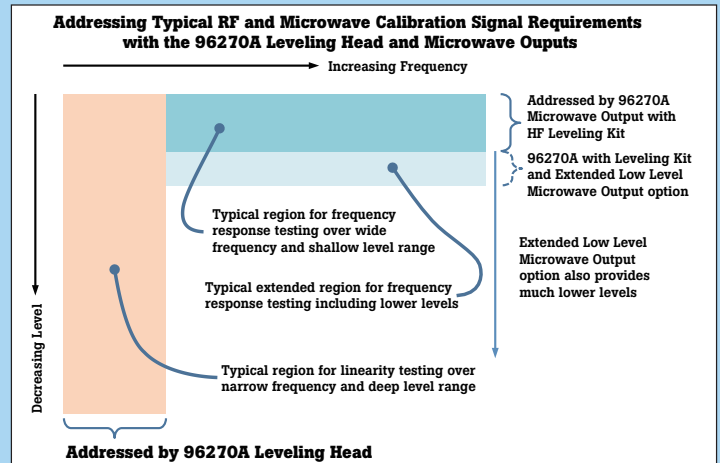 Addressing Typical RF and Microwave Calibration Signal Requirements
with the 96270A Leveling Head and Microwave Ouputs
Increasing Frequency
Addressed by 96270A
Microwave Output with
HF Leveling Kit
96270A with Leveling Kit
and Extended Low Level
Microwave Output option
Typical region for frequency
response testing over wide
frequency and shallow level range
Extended Low Level
Microwave Output
option also provides
much lower levels
Typical extended region for frequency
response testing including lower levels
Decreasing Level
Typical region for linearity testing over
narrow frequency and deep level range
Addressed by 96270A Leveling Head